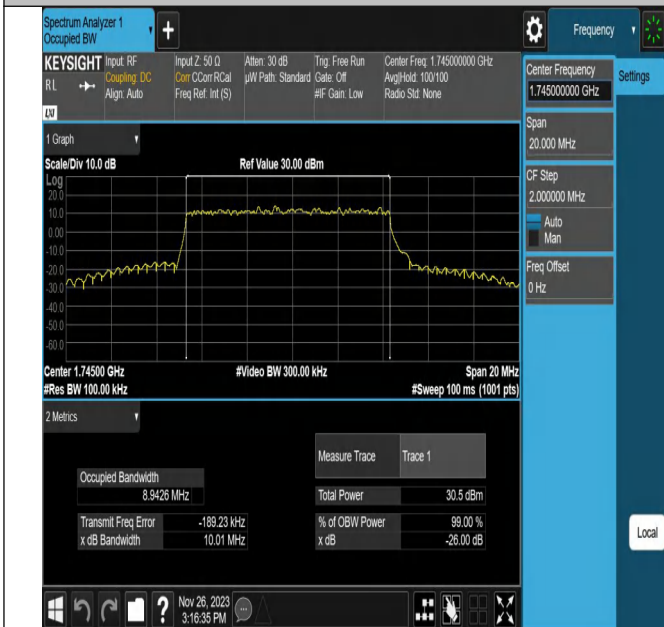 Spectrum Analyzer 1
Occupied BW
+
Frequency
KEYSIGHT
RL
LXI
Input: RF
Coupling: DC
Align: Auto
Input Z: 50 Ω
Corr CCorr RCal
Freq Ref: Int (S)
Atten: 30 dB
µW Path: Standard
Trig: Free Run
Gate: Off
#IF Gain: Low
Center Freq: 1.745000000 GHz
Avg|Hold: 100/100
Radio Std: None
Center Frequency
1.745000000 GHz
Settings
Span
20.000 MHz
CF Step
2.000000 MHz
Auto
Man
Freq Offset
0 Hz
Local
1 Graph
Scale/Div 10.0 dB
Ref Value 30.00 dBm
Log
20.0
10.0
0.00
-10.0
-20.0
-30.0
-40.0
-50.0
-60.0
Center 1.74500 GHz
#Video BW 300.00 kHz
Span 20 MHz
#Res BW 100.00 kHz
#Sweep 100 ms (1001 pts)
2 Metrics
Measure Trace
Trace 1
Occupied Bandwidth
8.9426 MHz
Total Power
30.5 dBm
Transmit Freq Error
-189.23 kHz
% of OBW Power
99.00 %
x dB Bandwidth
10.01 MHz
x dB
-26.00 dB
?
Nov 26, 2023
3:16:35 PM